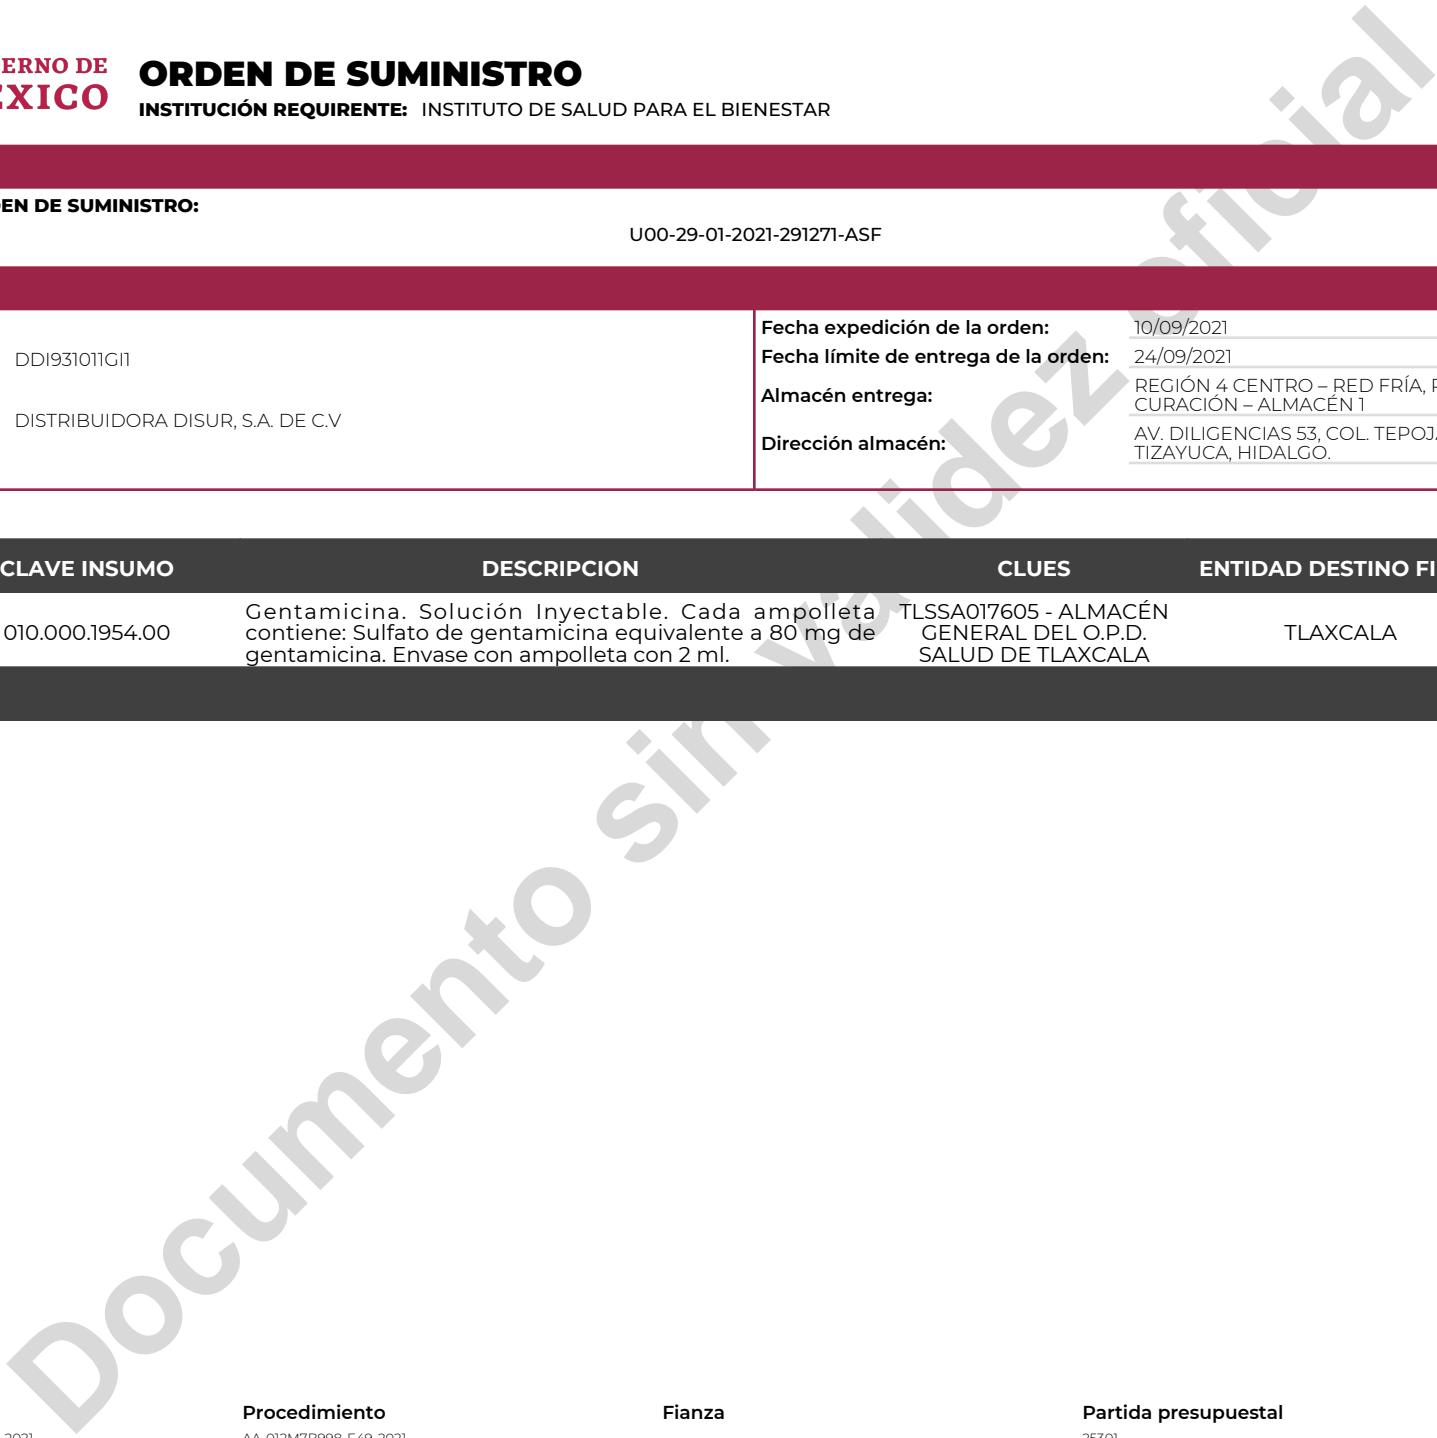 ERNO DE
EXICO
ORDEN DE SUMINISTRO
INSTITUCIÓN REQUIRENTE: INSTITUTO DE SALUD PARA EL BIENESTAR
EN DE SUMINISTRO:
U00-29-01-2021-291271-ASF
DDI931011GI1
DISTRIBUIDORA DISUR, S.A. DE C.V
Fecha expedición de la orden: 10/09/2021
Fecha límite de entrega de la orden: 24/09/2021
Almacén entrega: REGIÓN 4 CENTRO – RED FRÍA,
CURACIÓN – ALMACÉN 1
Dirección almacén: AV. DILIGENCIAS 53, COL. TEPOJ
TIZAYUCA, HIDALGO.
CLAVE INSUMO DESCRIPCION CLUES ENTIDAD DESTINO FI
010.000.1954.00
Gentamicina. Solución Inyectable. Cada ampolleta
contiene: Sulfato de gentamicina equivalente a 80 mg de
gentamicina. Envase con ampolleta con 2 ml.
TLSSA017605 - ALMACÉN
GENERAL DEL O.P.D.
SALUD DE TLAXCALA
TLAXCALA
Documento sin validez oficial
Procedimiento Fianza Partida presupuestal